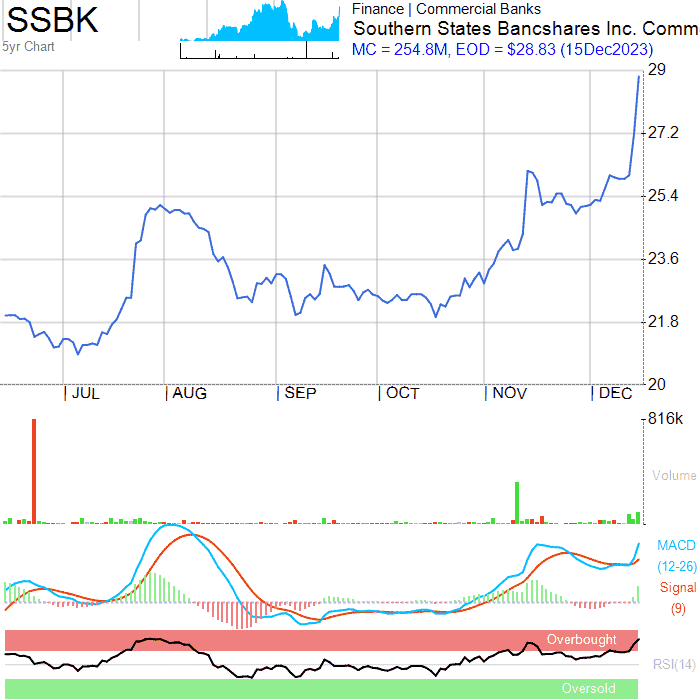 SSBK
5yr Chart
Finance | Commercial Banks
Southern States Bancshares Inc. Comm
MC = 254.8M, EOD = $28.83 (15Dec2023)
29
27.2
25.4
23.6
21.8
20
| JUL | AUG | SEP | OCT | NOV | DEC
816k
Volume
MACD
(12-26)
Signal
(9)
Overbought
RSI(14)
Oversold